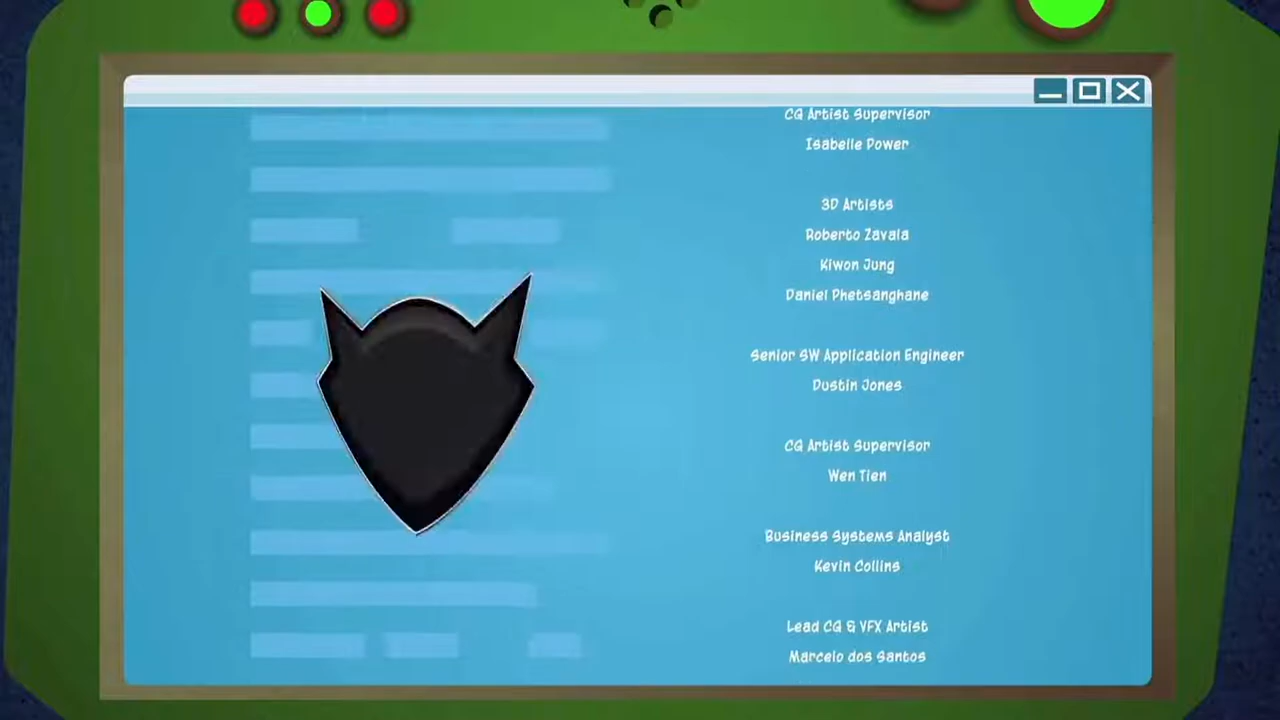 CG Artist Supervisor
Isabelle Power
3D Artists
Roberto Zavala
Kiwon Jung
Daniel Phetsanghane
Senior SW Application Engineer
Dustin Jones
CG Artist Supervisor
Wen Tien
Business Systems Analyst
Kevin Collins
Lead CG & VFX Artist
Marcelo dos Santos